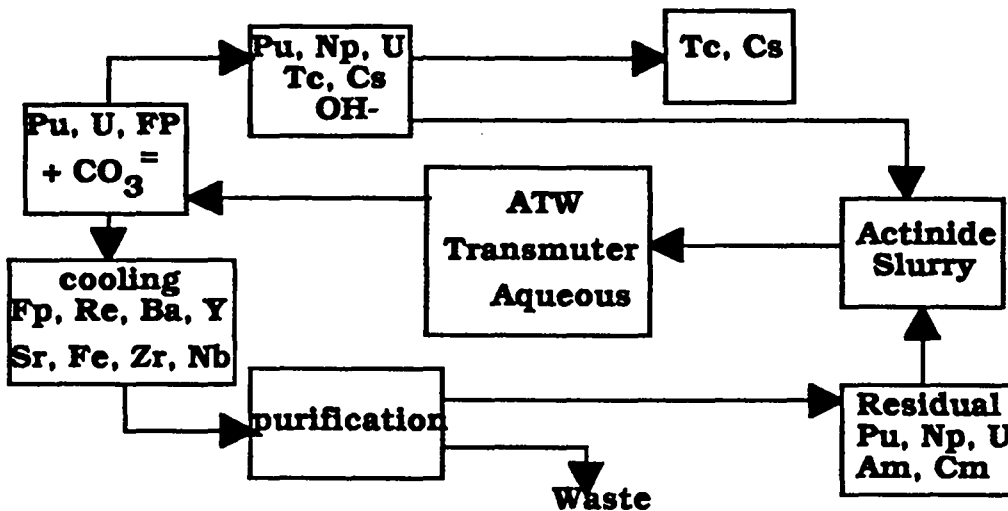 Pu, Np, U
Tc, Cs
OH-
Tc, Cs
Pu, U, FP
+ CO3=
ATW
Transmuter
Aqueous
Actinide
Slurry
cooling
Fp, Re, Ba, Y
Sr, Fe, Zr, Nb
purification
Residual
Pu, Np, U
Am, Cm
Waste